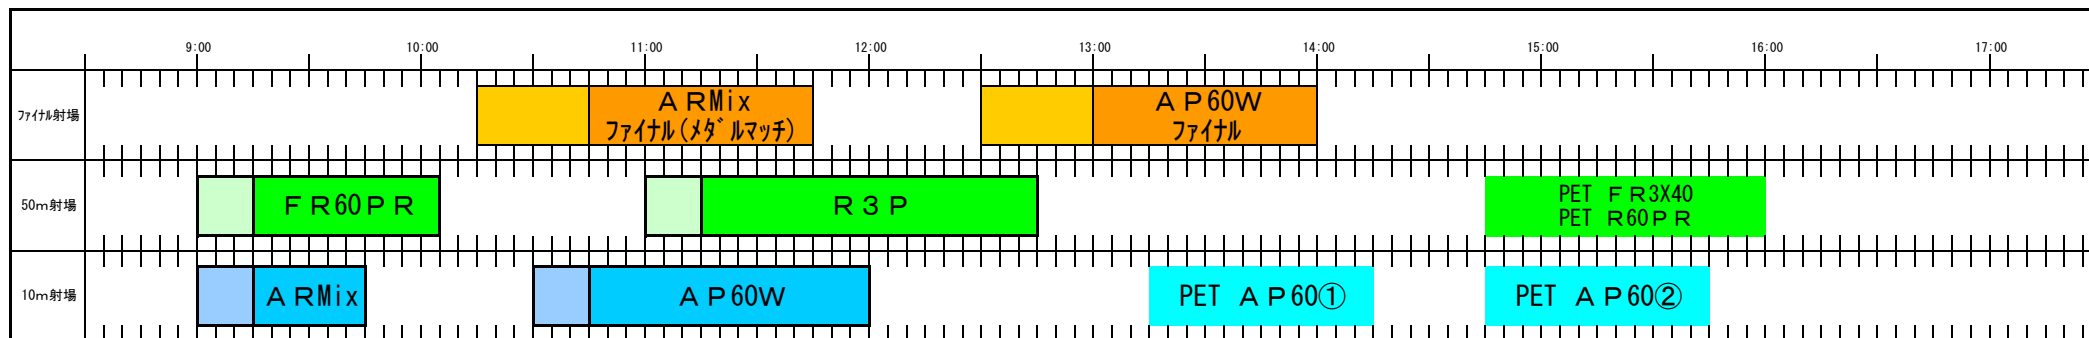 9:00 10:00 11:00 12:00 13:00 14:00 15:00 16:00 17:00
ファイナル射場
ＡＲMix
ファイナル(メダルマッチ)
ＡＰ60W
ファイナル
50m射場
ＦＲ60ＰＲ
Ｒ３Ｐ
PET ＦＲ3X40
PET Ｒ60ＰＲ
10m射場
ＡＲMix
ＡＰ60W
PET ＡＰ60①
PET ＡＰ60②